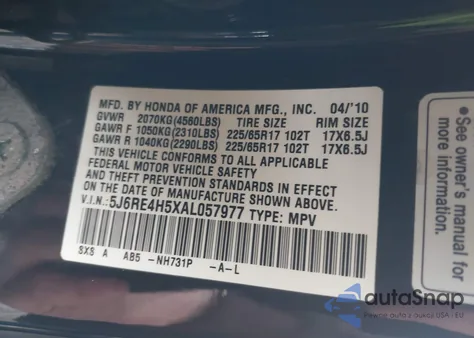 MFD. BY HONDA OF AMERICA MFG., INC. 04/'10
GVWR 2070KG(4560LBS) TIRE SIZE RIM SIZE
GAWR F 1050KG(2310LBS) 225/65R17 102T 17X6.5J
GAWR R 1040KG(2290LBS) 225/65R17 102T 17X6.5J
THIS VEHICLE CONFORMS TO ALL APPLICABLE
FEDERAL MOTOR VEHICLE SAFETY
AND THEFT PREVENTION STANDARDS IN EFFECT
ON THE DATE OF MANUFACTURE SHOWN ABOVE.
V.I.N.:5J6RE4H5XAL057977 TYPE: MPV
SXS A AB5 -NH731P -A-L
See owner's
manual for
more information.
autoSnap